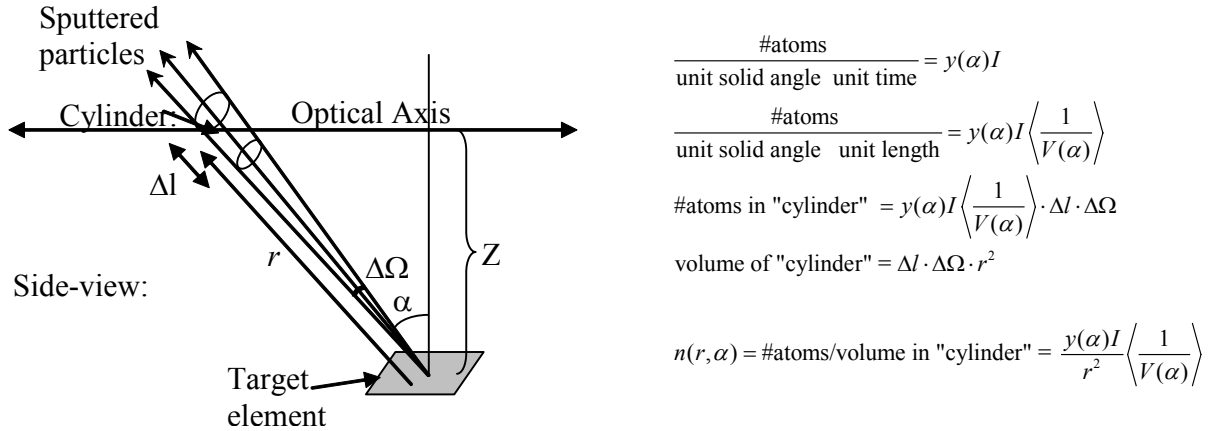 Sputtered
particles
Cylinder:
Optical Axis
Δl
r
ΔΩ
α
Z
Side-view:
Target
element
#atoms / unit solid angle unit time = y(α)I
#atoms / unit solid angle unit length = y(α)I ⟨1/V(α)⟩
#atoms in "cylinder" = y(α)I ⟨1/V(α)⟩ · Δl · ΔΩ
volume of "cylinder" = Δl · ΔΩ · r²
n(r, α) = #atoms/volume in "cylinder" = y(α)I / r² ⟨1/V(α)⟩